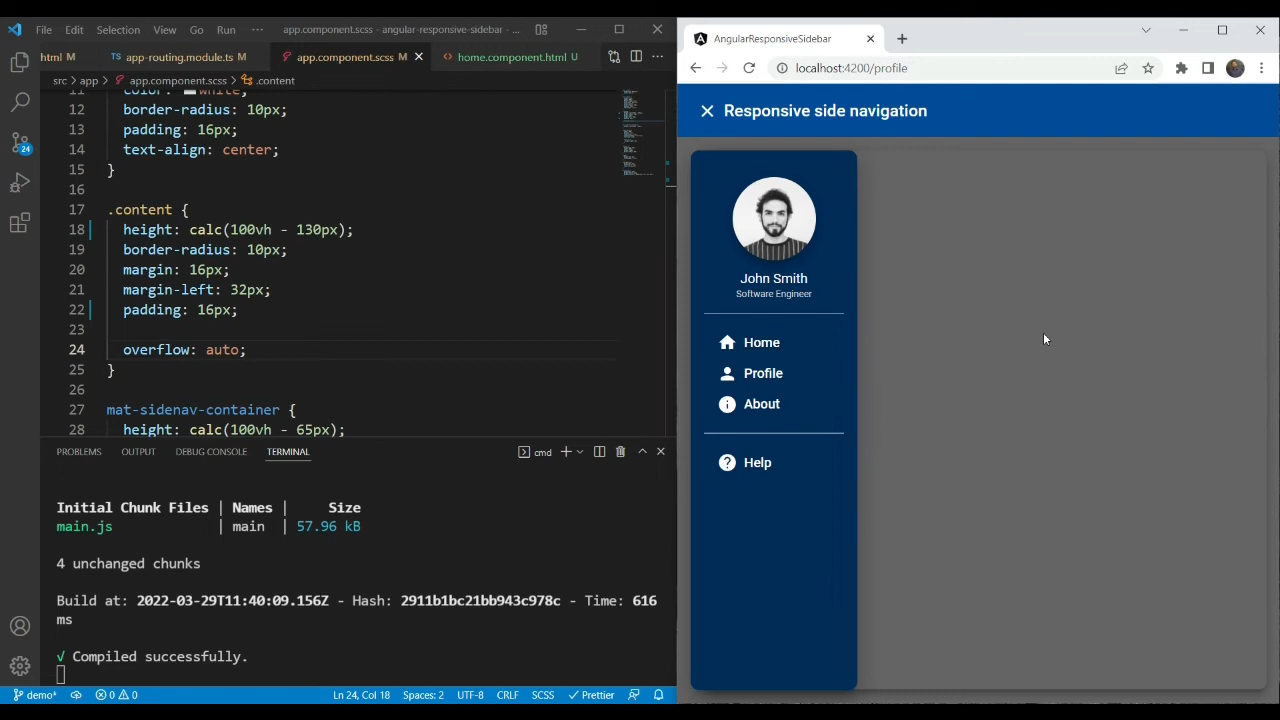 File Edit Selection View Go Run ··· app.component.scss - angular-responsive-sidebar - ...
html M
TS app-routing.module.ts M
app.component.scss M
home.component.html U
src > app > app.component.scss > .content
11 color: white;
12 border-radius: 10px;
13 padding: 16px;
14 text-align: center;
15 }
16
17 .content {
18 height: calc(100vh - 130px);
19 border-radius: 10px;
20 margin: 16px;
21 margin-left: 32px;
22 padding: 16px;
23
24 overflow: auto;
25 }
26
27 mat-sidenav-container {
28 height: calc(100vh - 65px);
24
PROBLEMS OUTPUT DEBUG CONSOLE TERMINAL cmd
Initial Chunk Files | Names | Size
main.js | main | 57.96 kB
4 unchanged chunks
Build at: 2022-03-29T11:40:09.156Z - Hash: 2911b1bc21bb943c978c - Time: 616
ms
√ Compiled successfully.
demo* 0 0 Ln 24, Col 18 Spaces: 2 UTF-8 CRLF SCSS Prettier
AngularResponsiveSidebar
localhost:4200/profile
Responsive side navigation
John Smith
Software Engineer
Home
Profile
About
Help